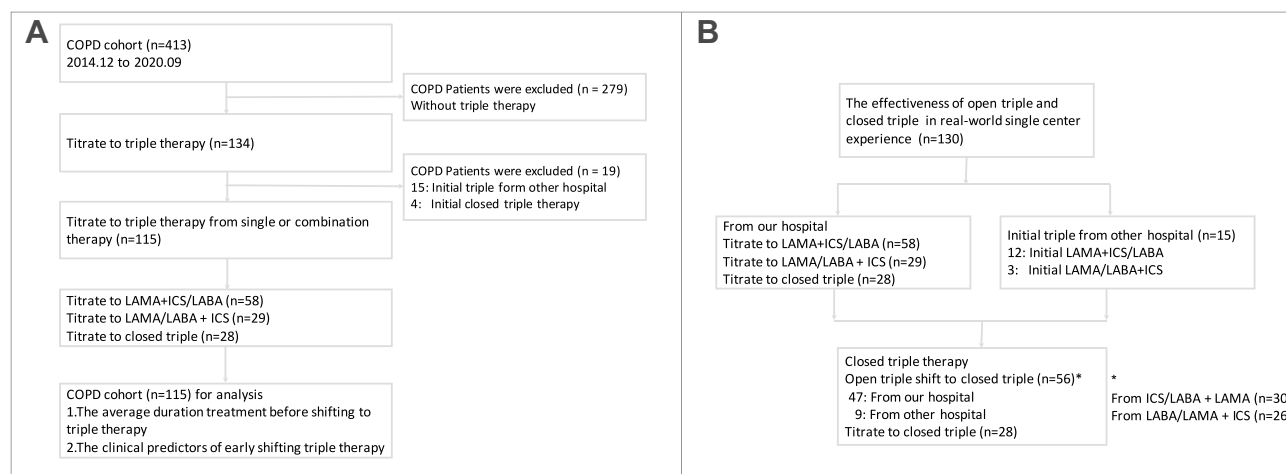 A
COPD cohort (n=413)
2014.12 to 2020.09
COPD Patients were excluded (n = 279)
Without triple therapy
Titrate to triple therapy (n=134)
COPD Patients were excluded (n = 19)
15: Initial triple form other hospital
4: Initial closed triple therapy
Titrate to triple therapy from single or combination
therapy (n=115)
Titrate to LAMA+ICS/LABA (n=58)
Titrate to LAMA/LABA + ICS (n=29)
Titrate to closed triple (n=28)
COPD cohort (n=115) for analysis
1.The average duration treatment before shifting to
triple therapy
2.The clinical predictors of early shifting triple therapy
B
The effectiveness of open triple and
closed triple in real-world single center
experience (n=130)
From our hospital
Titrate to LAMA+ICS/LABA (n=58)
Titrate to LAMA/LABA + ICS (n=29)
Titrate to closed triple (n=28)
Initial triple from other hospital (n=15)
12: Initial LAMA+ICS/LABA
3: Initial LAMA/LABA+ICS
Closed triple therapy
Open triple shift to closed triple (n=56)*
47: From our hospital
9: From other hospital
Titrate to closed triple (n=28)
*
From ICS/LABA + LAMA (n=30
From LABA/LAMA + ICS (n=26